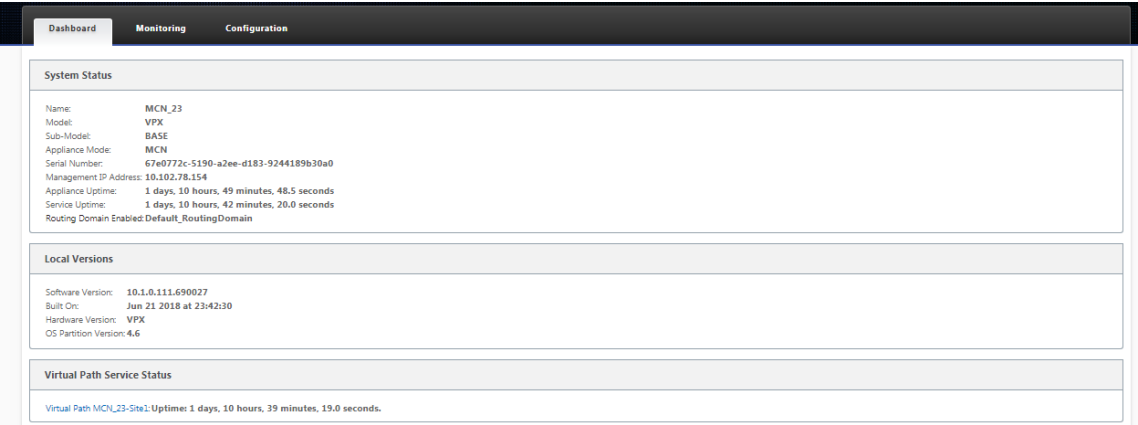 Dashboard Monitoring Configuration
System Status
Name: MCN_23
Model: VPX
Sub-Model: BASE
Appliance Mode: MCN
Serial Number: 67e0772c-5190-a2ee-d183-9244189b30a0
Management IP Address: 10.102.78.154
Appliance Uptime: 1 days, 10 hours, 49 minutes, 48.5 seconds
Service Uptime: 1 days, 10 hours, 42 minutes, 20.0 seconds
Routing Domain Enabled: Default_RoutingDomain
Local Versions
Software Version: 10.1.0.111.690027
Built On: Jun 21 2018 at 23:42:30
Hardware Version: VPX
OS Partition Version: 4.6
Virtual Path Service Status
Virtual Path MCN_23-Site1: Uptime: 1 days, 10 hours, 39 minutes, 19.0 seconds.